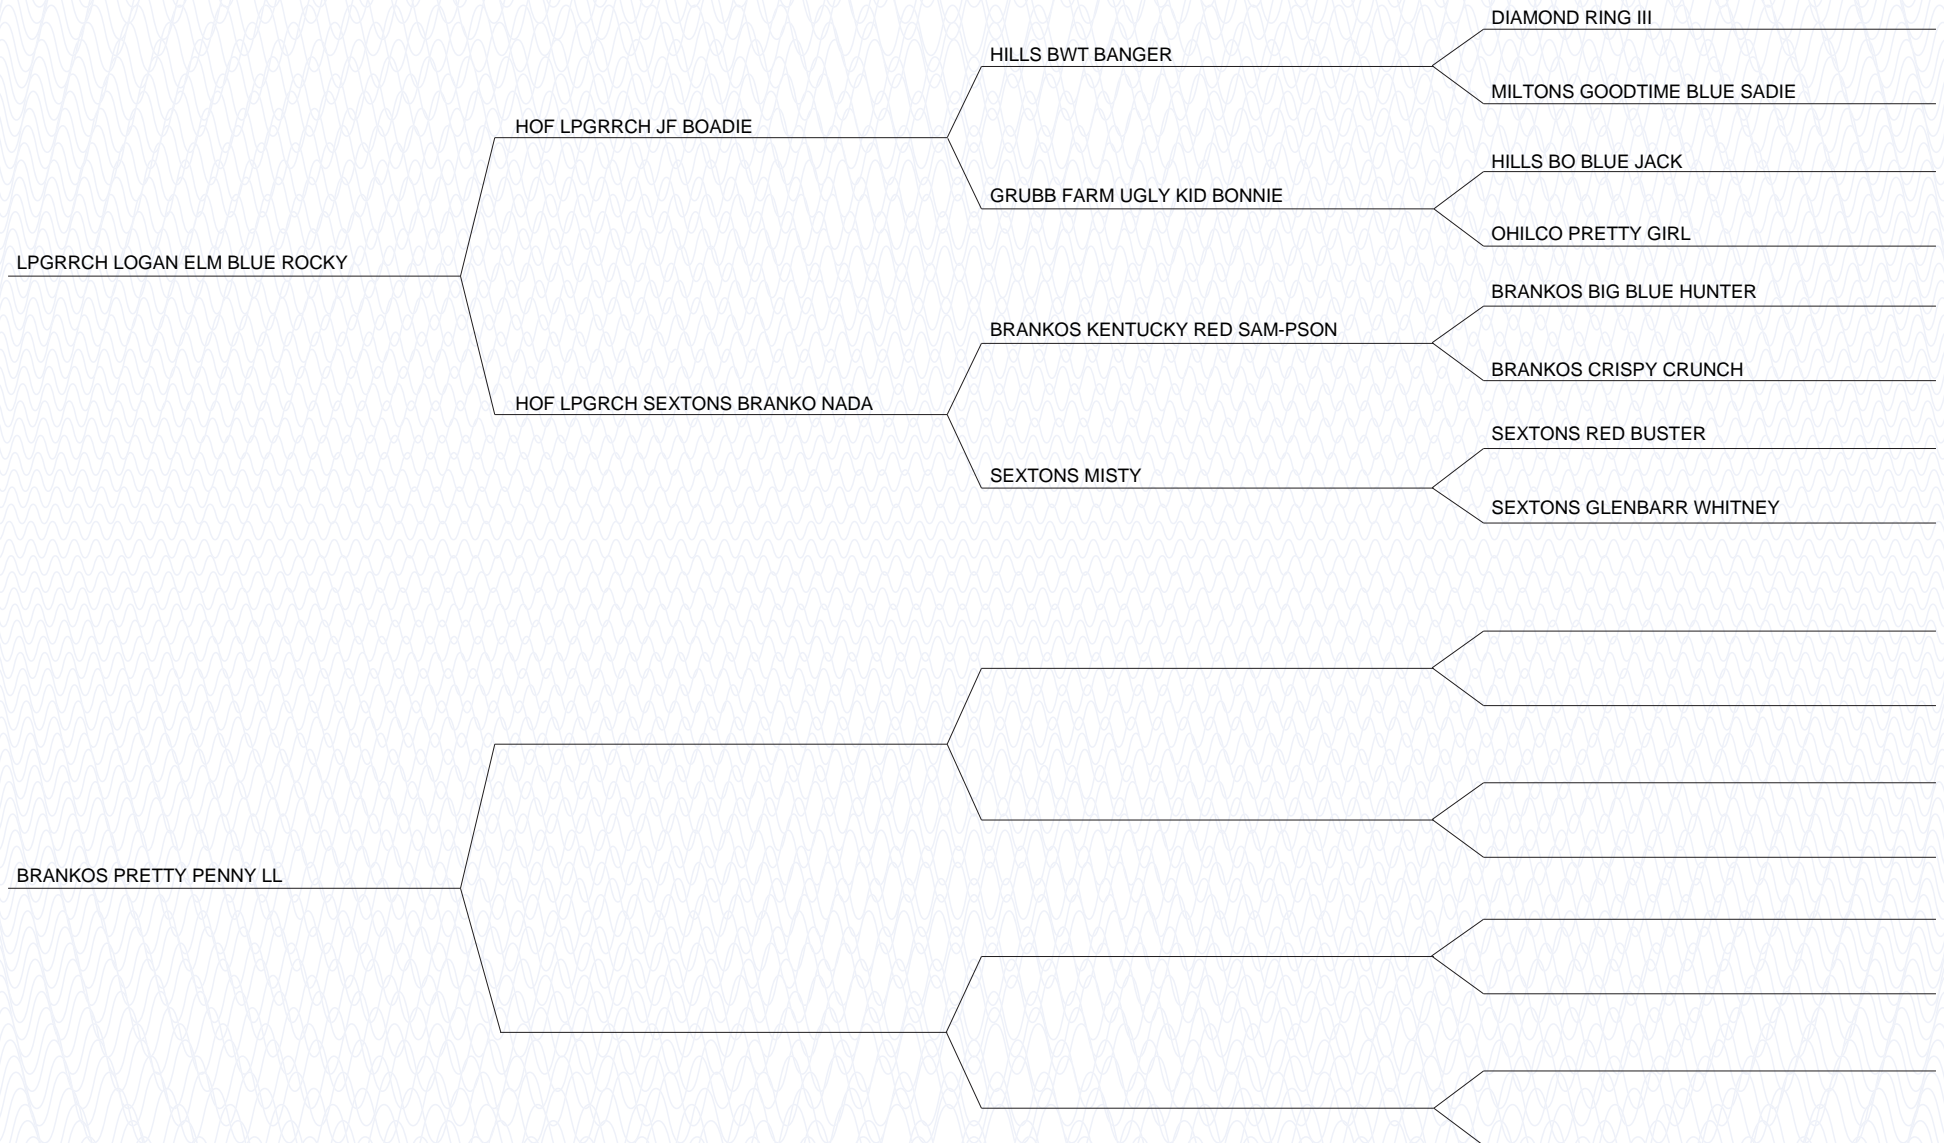 DIAMOND RING III
HILLS BWT BANGER
MILTONS GOODTIME BLUE SADIE
HOF LPGRRCH JF BOADIE
HILLS BO BLUE JACK
GRUBB FARM UGLY KID BONNIE
OHILCO PRETTY GIRL
LPGRRCH LOGAN ELM BLUE ROCKY
BRANKOS BIG BLUE HUNTER
BRANKOS KENTUCKY RED SAM-PSON
BRANKOS CRISPY CRUNCH
HOF LPGRCH SEXTONS BRANKO NADA
SEXTONS RED BUSTER
SEXTONS MISTY
SEXTONS GLENBARR WHITNEY
BRANKOS PRETTY PENNY LL